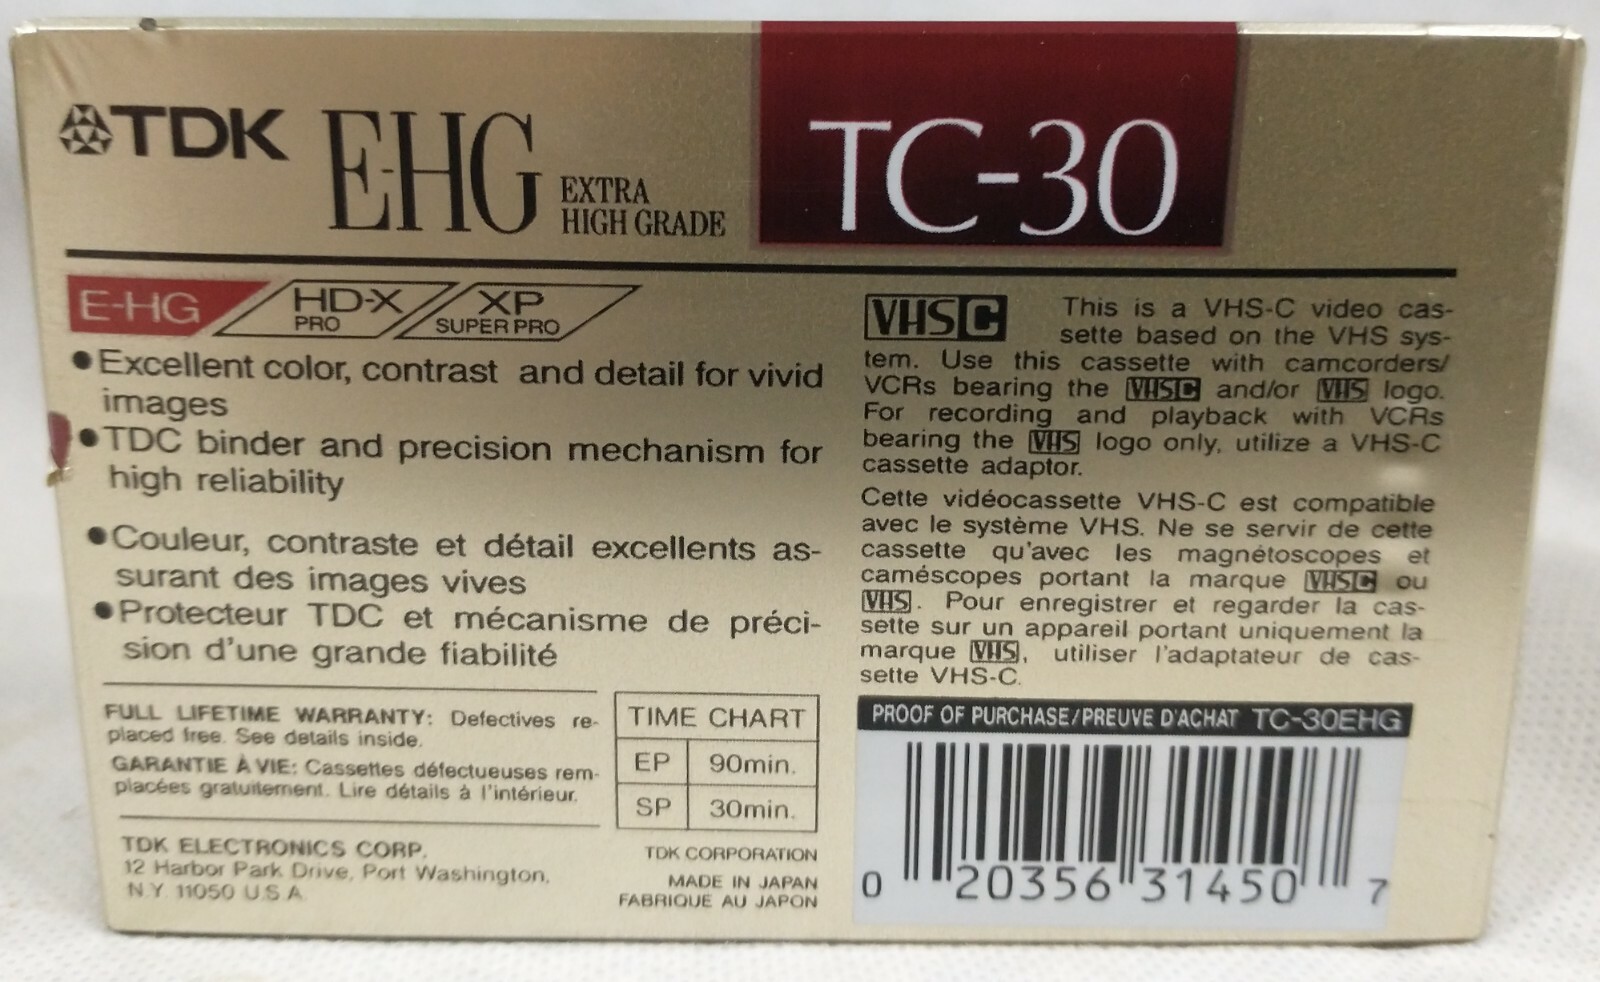 TDK E-HG EXTRA HIGH GRADE TC-30
E-HG HD-X PRO XP SUPER PRO
●Excellent color, contrast and detail for vivid
images
●TDC binder and precision mechanism for
high reliability
●Couleur, contraste et détail excellents as-
surant des images vives
●Protecteur TDC et mécanisme de préci-
sion d'une grande fiabilité
FULL LIFETIME WARRANTY: Defectives re-
placed free. See details inside.
GARANTIE À VIE: Cassettes défectueuses rem-
placées gratuitement. Lire détails à l'intérieur.
TDK ELECTRONICS CORP.
12 Harbor Park Drive, Port Washington,
N.Y 11050 U.S.A
TIME CHART
EP 90min.
SP 30min.
TDK CORPORATION
MADE IN JAPAN
FABRIQUE AU JAPON
VHSC This is a VHS-C video cas-
sette based on the VHS sys-
tem. Use this cassette with camcorders/
VCRs bearing the VHSC and/or VHS logo.
For recording and playback with VCRs
bearing the VHS logo only, utilize a VHS-C
cassette adaptor.
Cette vidéocassette VHS-C est compatible
avec le système VHS. Ne se servir de cette
cassette qu'avec les magnétoscopes et
caméscopes portant la marque VHSC ou
VHS. Pour enregistrer et regarder la cas-
sette sur un appareil portant uniquement la
marque VHS, utiliser l'adaptateur de cas-
sette VHS-C.
PROOF OF PURCHASE/PREUVE D'ACHAT TC-30EHG
0 20356 31450 7